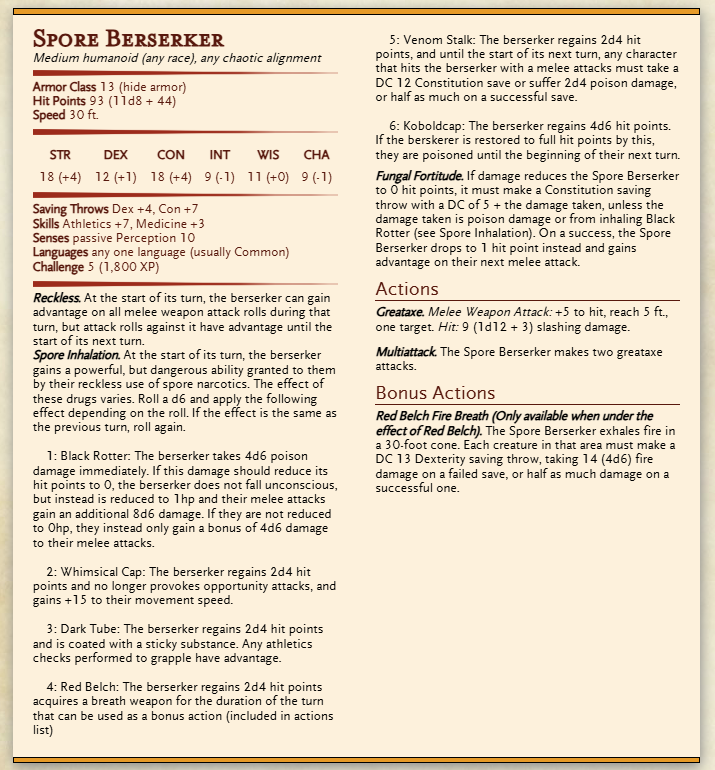 Spore Berserker
Medium humanoid (any race), any chaotic alignment
Armor Class 13 (hide armor)
Hit Points 93 (11d8 + 44)
Speed 30 ft.
STR DEX CON INT WIS CHA
18 (+4) 12 (+1) 18 (+4) 9 (-1) 11 (+0) 9 (-1)
Saving Throws Dex +4, Con +7
Skills Athletics +7, Medicine +3
Senses passive Perception 10
Languages any one language (usually Common)
Challenge 5 (1,800 XP)
Reckless. At the start of its turn, the berserker can gain
advantage on all melee weapon attack rolls during that
turn, but attack rolls against it have advantage until the
start of its next turn.
Spore Inhalation. At the start of its turn, the berserker
gains a powerful, but dangerous ability granted to them
by their reckless use of spore narcotics. The effect of
these drugs varies. Roll a d6 and apply the following
effect depending on the roll. If the effect is the same as
the previous turn, roll again.
1: Black Rotter: The berserker takes 4d6 poison
damage immediately. If this damage should reduce its
hit points to 0, the berserker does not fall unconscious,
but instead is reduced to 1hp and their melee attacks
gain an additional 8d6 damage. If they are not reduced
to 0hp, they instead only gain a bonus of 4d6 damage
to their melee attacks.
2: Whimsical Cap: The berserker regains 2d4 hit
points and no longer provokes opportunity attacks, and
gains +15 to their movement speed.
3: Dark Tube: The berserker regains 2d4 hit points
and is coated with a sticky substance. Any athletics
checks performed to grapple have advantage.
4: Red Belch: The berserker regains 2d4 hit points
acquires a breath weapon for the duration of the turn
that can be used as a bonus action (included in actions
list)
5: Venom Stalk: The berserker regains 2d4 hit
points, and until the start of its next turn, any character
that hits the berserker with a melee attacks must take a
DC 12 Constitution save or suffer 2d4 poison damage,
or half as much on a successful save.
6: Koboldcap: The berserker regains 4d6 hit points.
If the berskerer is restored to full hit points by this,
they are poisoned until the beginning of their next turn.
Fungal Fortitude. If damage reduces the Spore Berserker
to 0 hit points, it must make a Constitution saving
throw with a DC of 5 + the damage taken, unless the
damage taken is poison damage or from inhaling Black
Rotter (see Spore Inhalation). On a success, the Spore
Berserker drops to 1 hit point instead and gains
advantage on their next melee attack.
Actions
Greataxe. Melee Weapon Attack: +5 to hit, reach 5 ft.,
one target. Hit: 9 (1d12 + 3) slashing damage.
Multiattack. The Spore Berserker makes two greataxe
attacks.
Bonus Actions
Red Belch Fire Breath (Only available when under the
effect of Red Belch). The Spore Berserker exhales fire in
a 30-foot cone. Each creature in that area must make a
DC 13 Dexterity saving throw, taking 14 (4d6) fire
damage on a failed save, or half as much damage on a
successful one.